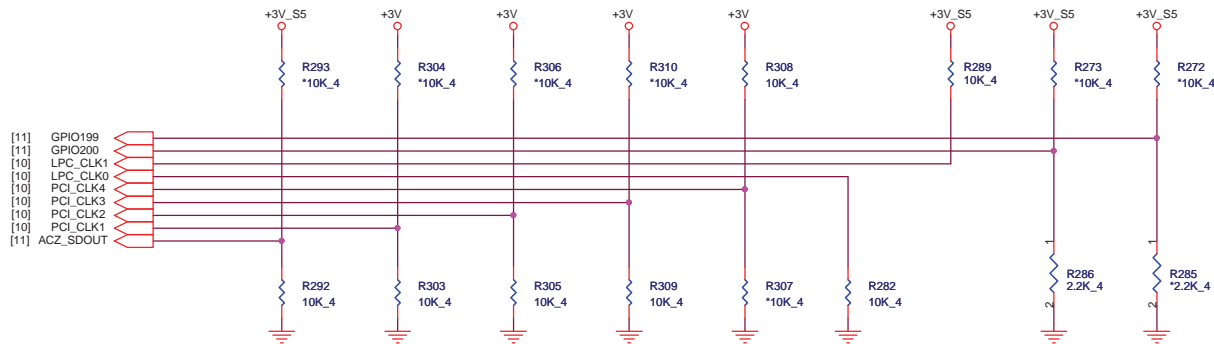 +3V_S5 +3V +3V +3V +3V +3V_S5 +3V_S5 +3V_S5
R293 R304 R306 R310 R308 R289 R273 R272
*10K_4 *10K_4 *10K_4 *10K_4 10K_4 10K_4 *10K_4 *10K_4
[11] GPIO199
[11] GPIO200
[10] LPC_CLK1
[10] LPC_CLK0
[10] PCI_CLK4
[10] PCI_CLK3
[10] PCI_CLK2
[10] PCI_CLK1
[11] ACZ_SDOUT
1 1
R292 R303 R305 R309 R307 R282 R286 R285
10K_4 10K_4 10K_4 10K_4 *10K_4 10K_4 2.2K_4 *2.2K_4
2 2